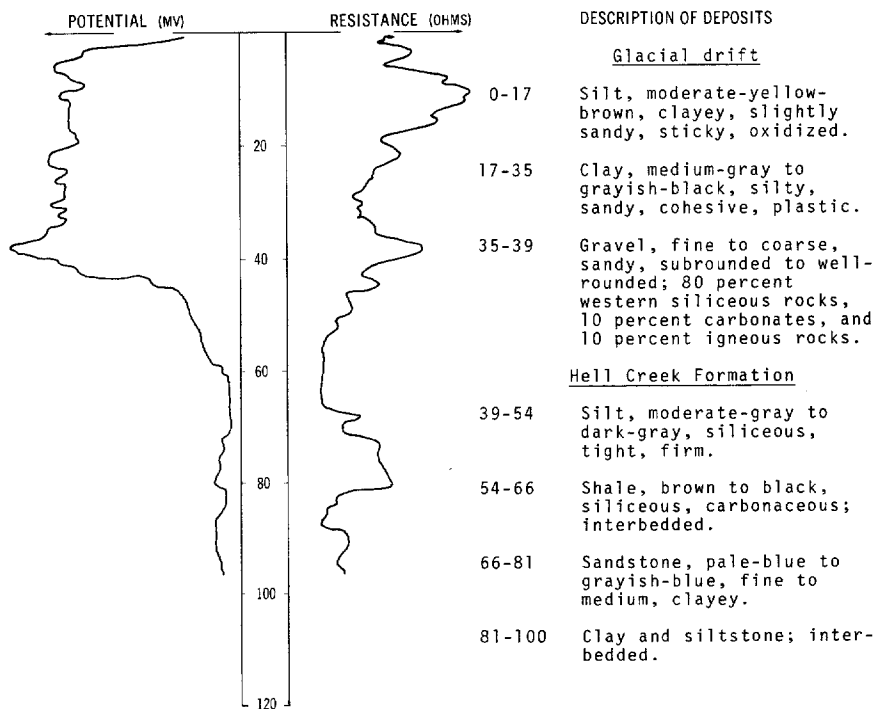 POTENTIAL (MV)
RESISTANCE (OHMS)
DESCRIPTION OF DEPOSITS
Glacial drift
0-17 Silt, moderate-yellow-
brown, clayey, slightly
sandy, sticky, oxidized.
17-35 Clay, medium-gray to
grayish-black, silty,
sandy, cohesive, plastic.
35-39 Gravel, fine to coarse,
sandy, subrounded to well-
rounded; 80 percent
western siliceous rocks,
10 percent carbonates, and
10 percent igneous rocks.
Hell Creek Formation
39-54 Silt, moderate-gray to
dark-gray, siliceous,
tight, firm.
54-66 Shale, brown to black,
siliceous, carbonaceous;
interbedded.
66-81 Sandstone, pale-blue to
grayish-blue, fine to
medium, clayey.
81-100 Clay and siltstone; inter-
bedded.
20
40
60
80
100
120